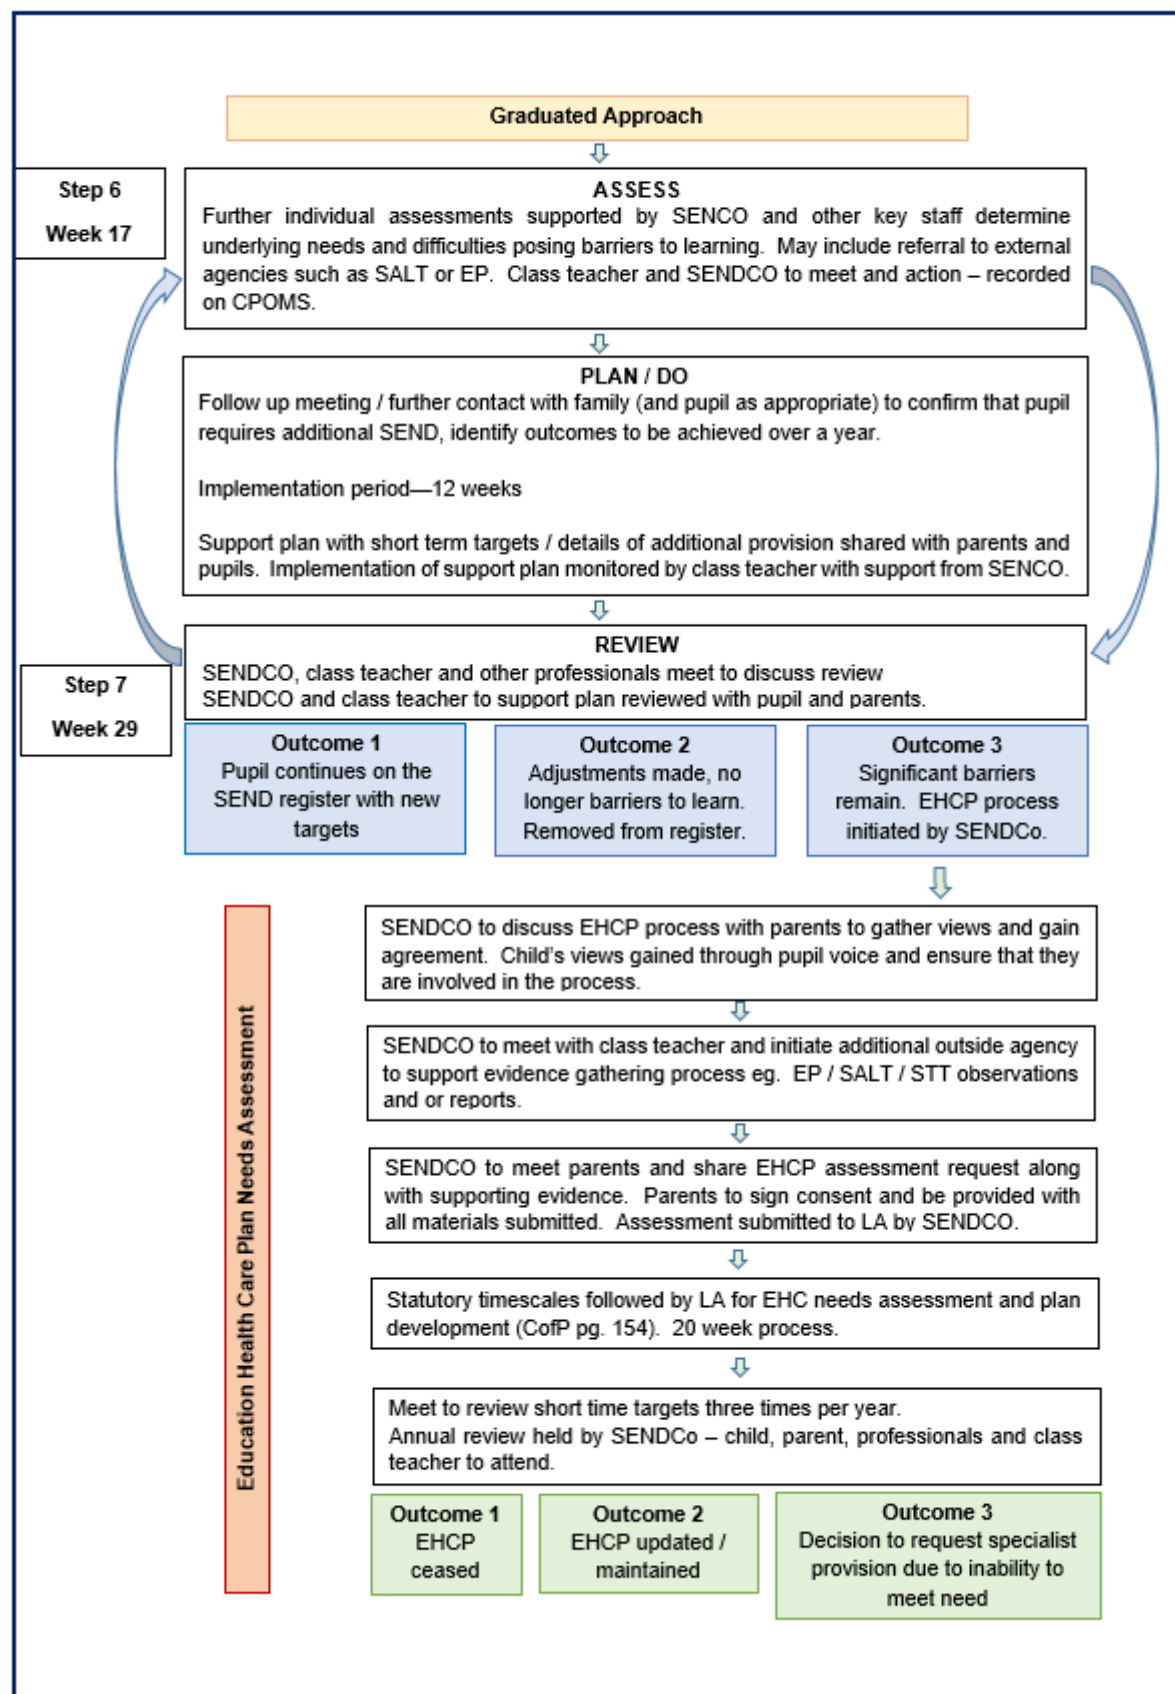 Graduated Approach
Step 6
Week 17
ASSESS
Further individual assessments supported by SENCO and other key staff determine
underlying needs and difficulties posing barriers to learning. May include referral to external
agencies such as SALT or EP. Class teacher and SENDCO to meet and action – recorded
on CPOMS.
PLAN / DO
Follow up meeting / further contact with family (and pupil as appropriate) to confirm that pupil
requires additional SEND, identify outcomes to be achieved over a year.
Implementation period—12 weeks
Support plan with short term targets / details of additional provision shared with parents and
pupils. Implementation of support plan monitored by class teacher with support from SENCO.
Step 7
Week 29
REVIEW
SENDCO, class teacher and other professionals meet to discuss review
SENDCO and class teacher to support plan reviewed with pupil and parents.
Outcome 1
Pupil continues on the
SEND register with new
targets
Outcome 2
Adjustments made, no
longer barriers to learn.
Removed from register.
Outcome 3
Significant barriers
remain. EHCP process
initiated by SENDCo.
Education Health Care Plan Needs Assessment
SENDCO to discuss EHCP process with parents to gather views and gain
agreement. Child's views gained through pupil voice and ensure that they
are involved in the process.
SENDCO to meet with class teacher and initiate additional outside agency
to support evidence gathering process eg. EP / SALT / STT observations
and or reports.
SENDCO to meet parents and share EHCP assessment request along
with supporting evidence. Parents to sign consent and be provided with
all materials submitted. Assessment submitted to LA by SENDCO.
Statutory timescales followed by LA for EHC needs assessment and plan
development (CofP pg. 154). 20 week process.
Meet to review short time targets three times per year.
Annual review held by SENDCo – child, parent, professionals and class
teacher to attend.
Outcome 1
EHCP
ceased
Outcome 2
EHCP updated /
maintained
Outcome 3
Decision to request specialist
provision due to inability to
meet need